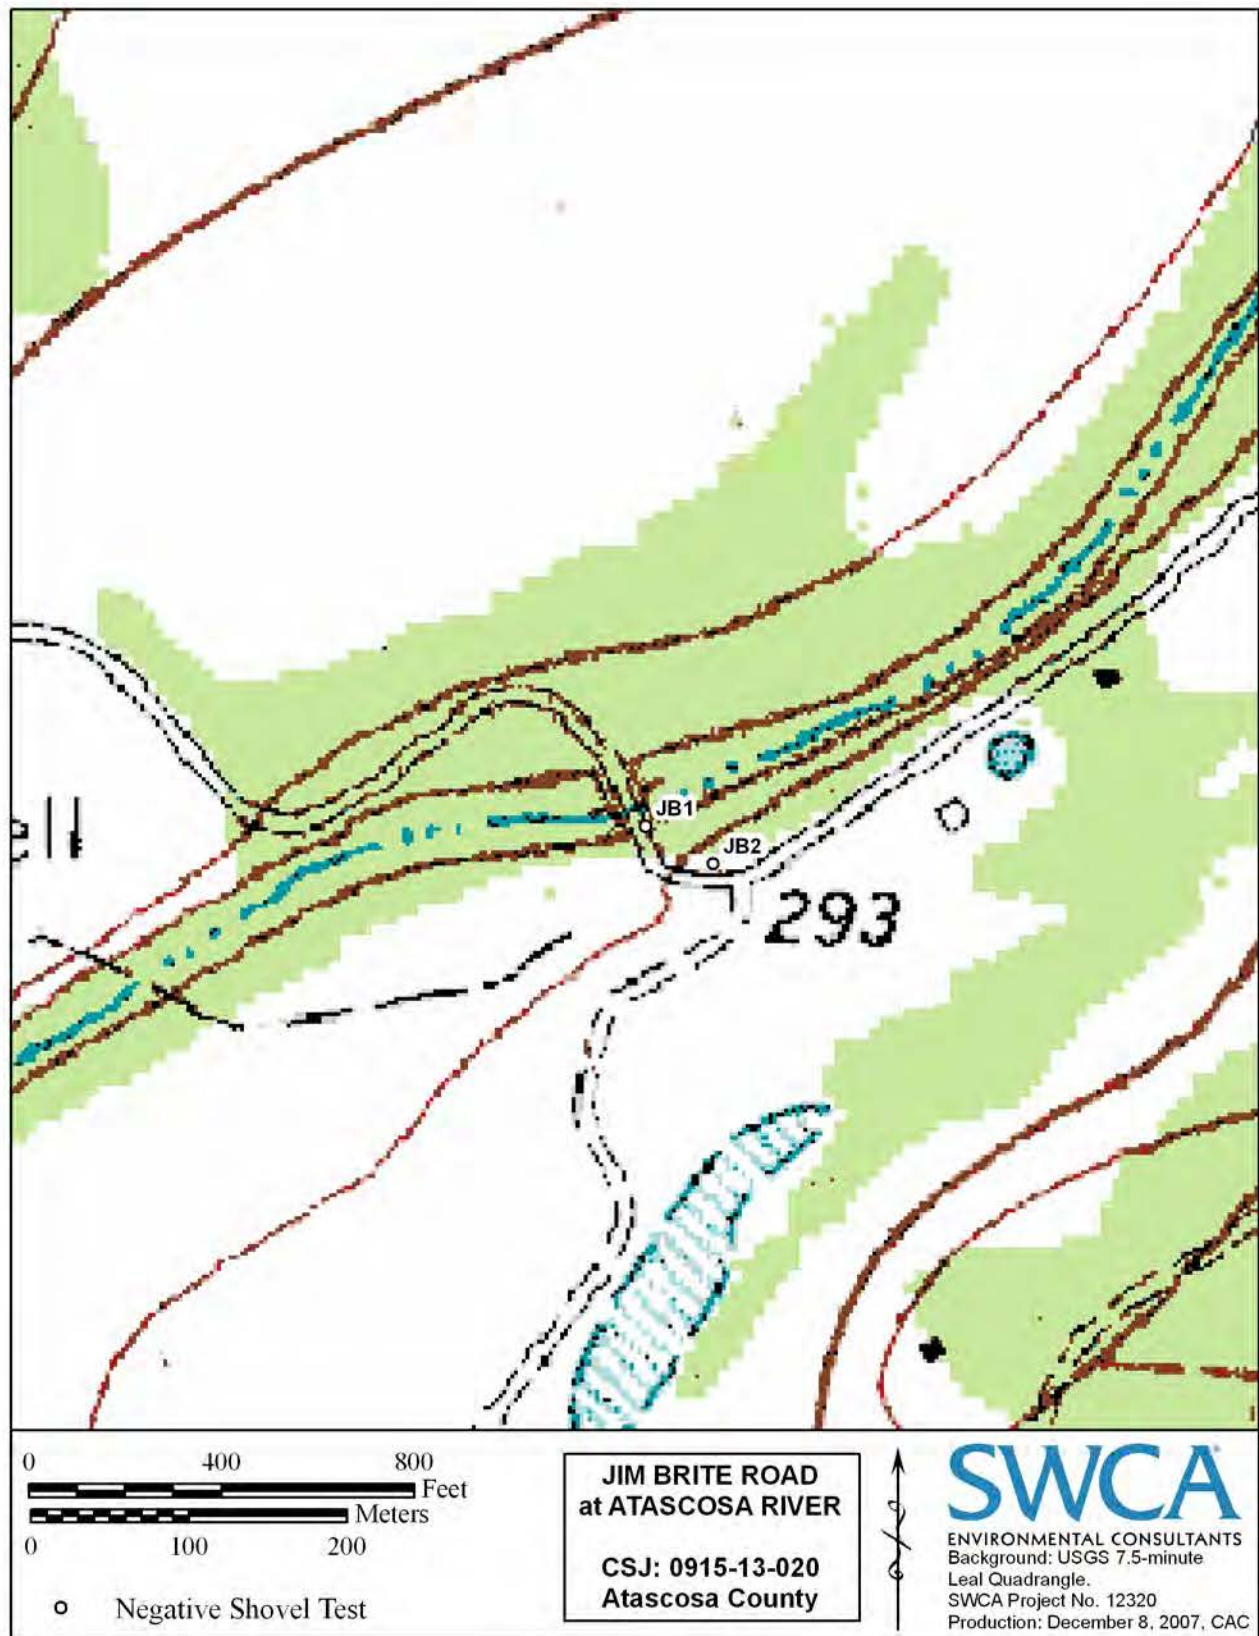 JB1
JB2
293
0 400 800
Feet
Meters
0 100 200
Negative Shovel Test
JIM BRITE ROAD
at ATASCOSA RIVER
CSJ: 0915-13-020
Atascosa County
SWCA
ENVIRONMENTAL CONSULTANTS
Background: USGS 7.5-minute
Leal Quadrangle.
SWCA Project No. 12320
Production: December 8, 2007, CAC